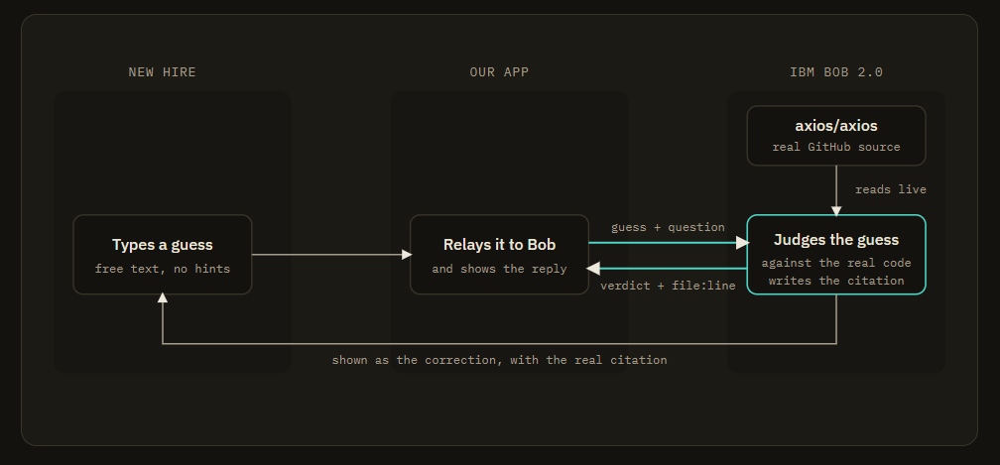 NEW HIRE
OUR APP
IBM BOB 2.0
axios/axios
real GitHub source
reads live
Types a guess
free text, no hints
Relays it to Bob
and shows the reply
guess + question
verdict + file:line
Judges the guess
against the real code
writes the citation
shown as the correction, with the real citation